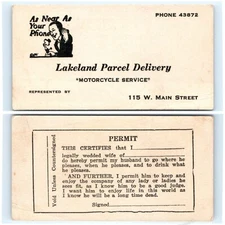 As Near As
Your
Phone
PHONE 43872
Lakeland Parcel Delivery
"MOTORCYCLE SERVICE"
REPRESENTED BY
115 W. MAIN STREET
Void Unless Countersigned
PERMIT
THIS CERTIFIES that I
legally wedded wife of
do hereby permit my husband to go where he
pleases, when he pleases, and to drink what he
pleases.
AND FURTHER, I permit him to keep and
enjoy the company of any lady or ladies he
sees fit, as I know him to be a good judge.
I want him to enjoy life in this world as
I know he will be a long time dead.
Signed